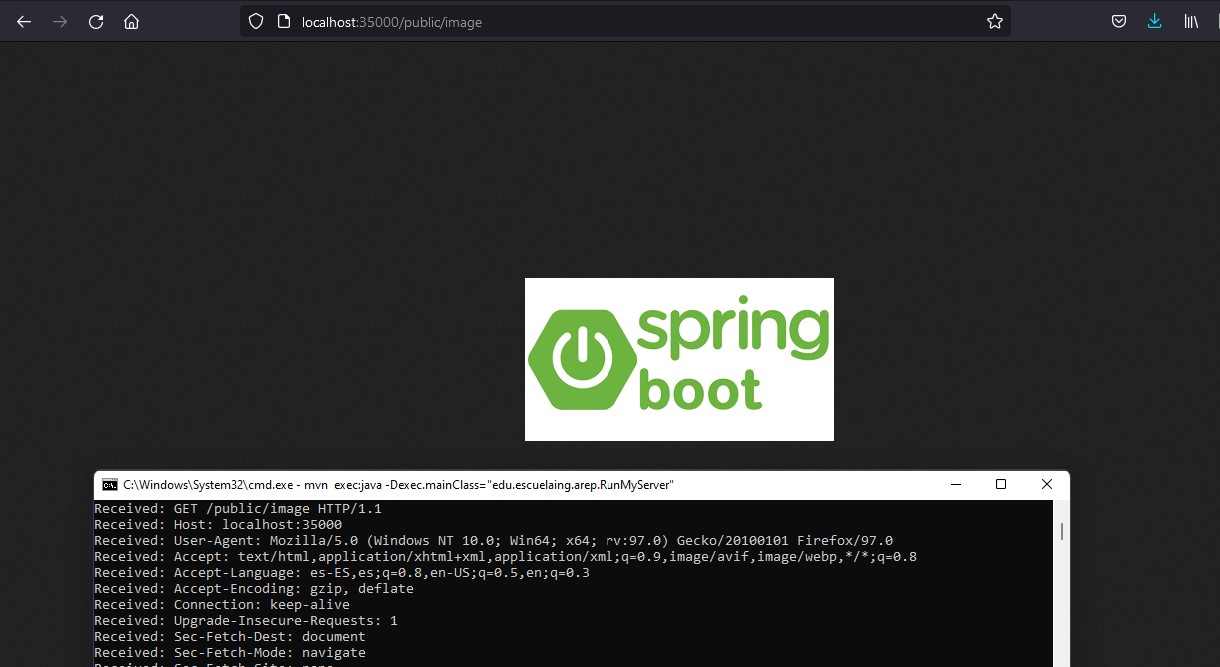 localhost:35000/public/image
spring
boot
C:\Windows\System32\cmd.exe - mvn  exec:java -Dexec.mainClass="edu.escuelaing.arep.RunMyServer"
Received: GET /public/image HTTP/1.1
Received: Host: localhost:35000
Received: User-Agent: Mozilla/5.0 (Windows NT 10.0; Win64; x64; rv:97.0) Gecko/20100101 Firefox/97.0
Received: Accept: text/html,application/xhtml+xml,application/xml;q=0.9,image/avif,image/webp,*/*;q=0.8
Received: Accept-Language: es-ES,es;q=0.8,en-US;q=0.5,en;q=0.3
Received: Accept-Encoding: gzip, deflate
Received: Connection: keep-alive
Received: Upgrade-Insecure-Requests: 1
Received: Sec-Fetch-Dest: document
Received: Sec-Fetch-Mode: navigate
Received: Sec-Fetch-Site: none